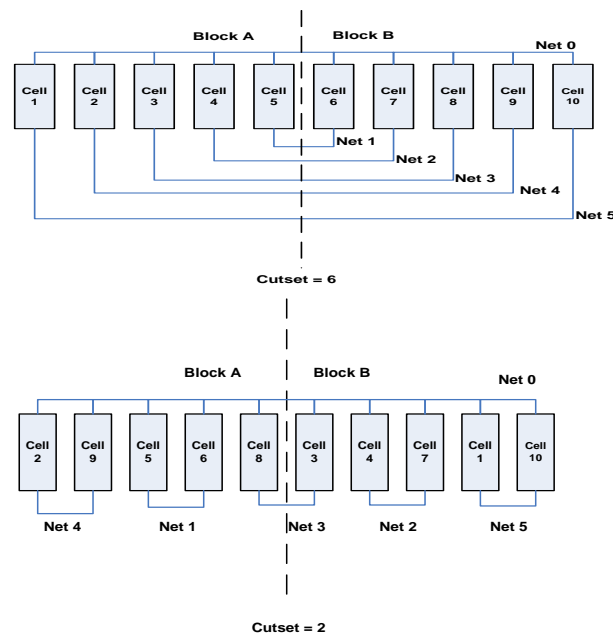 Block A
Block B
Net 0
Cell 1
Cell 2
Cell 3
Cell 4
Cell 5
Cell 6
Cell 7
Cell 8
Cell 9
Cell 10
Net 1
Net 2
Net 3
Net 4
Net 5
Cutset = 6
Block A
Block B
Net 0
Cell 2
Cell 9
Cell 5
Cell 6
Cell 8
Cell 3
Cell 4
Cell 7
Cell 1
Cell 10
Net 4
Net 1
Net 3
Net 2
Net 5
Cutset = 2